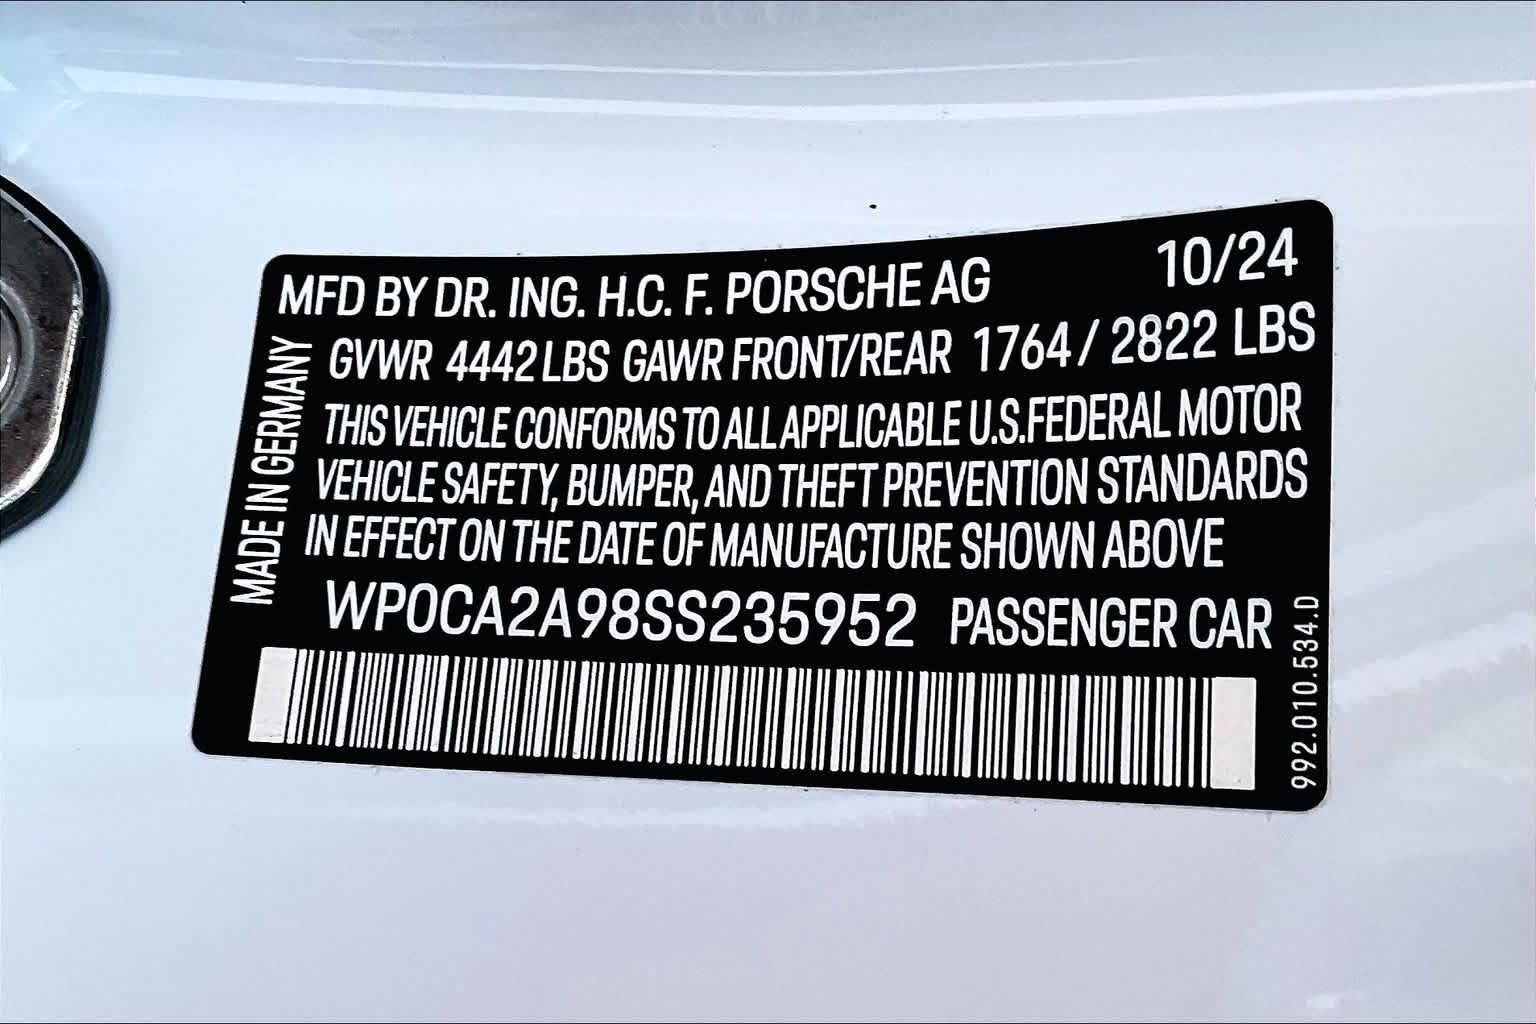 MFD BY DR. ING. H.C. F. PORSCHE AG 10/24
GVWR 4442 LBS GAWR FRONT/REAR 1764 / 2822 LBS
THIS VEHICLE CONFORMS TO ALL APPLICABLE U.S.FEDERAL MOTOR
VEHICLE SAFETY, BUMPER, AND THEFT PREVENTION STANDARDS
IN EFFECT ON THE DATE OF MANUFACTURE SHOWN ABOVE
MADE IN GERMANY
WP0CA2A98SS235952 PASSENGER CAR
992.010.534.D